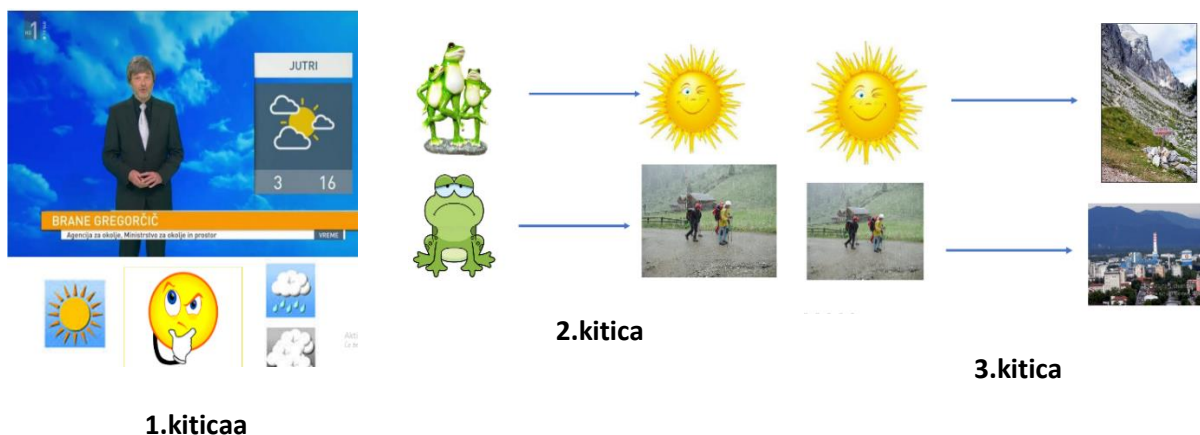 JUTRI
3 16
BRANE GREGORČIČ
Agencija za okolje, Ministrstvo za okolje in prostor
VREME
2.kitica
3.kitica
1.kiticaa